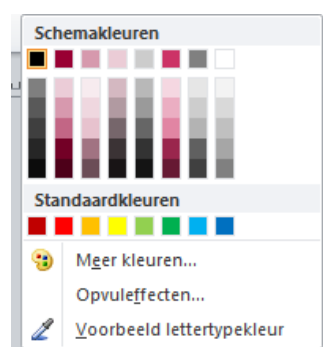 Schemakleuren
Standaardkleuren
Meer kleuren...
Opvuleffecten...
Voorbeeld lettertypekleur